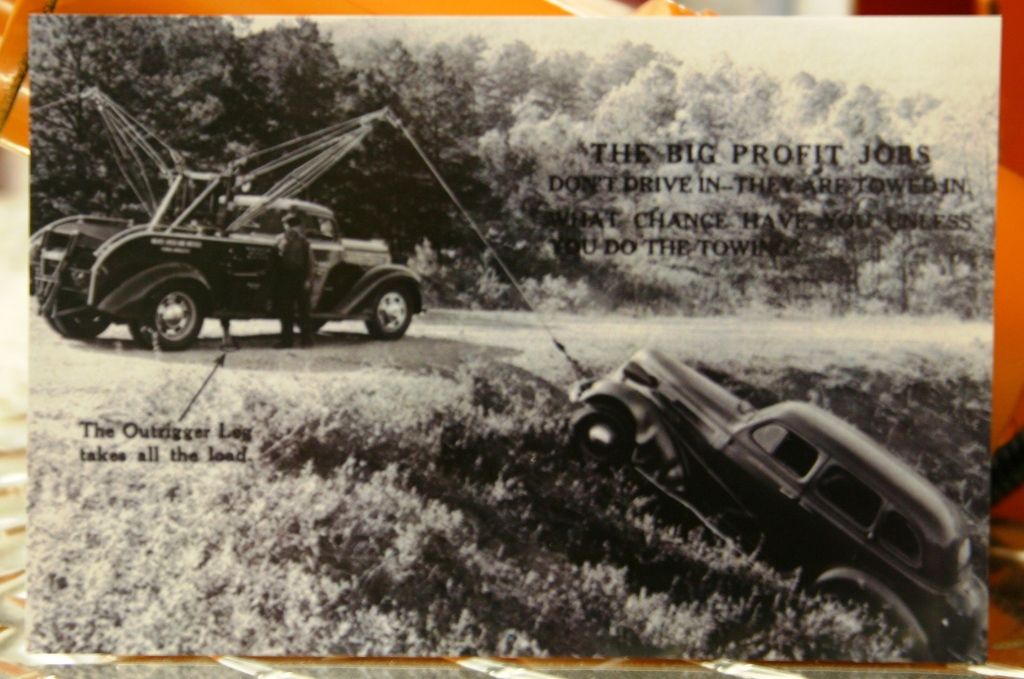 THE BIG PROFIT JOBS
DON'T DRIVE IN—THEY ARE TOWED IN.
WHAT CHANCE HAVE YOU UNLESS
YOU DO THE TOWING?
The Outrigger Leg
takes all the load.